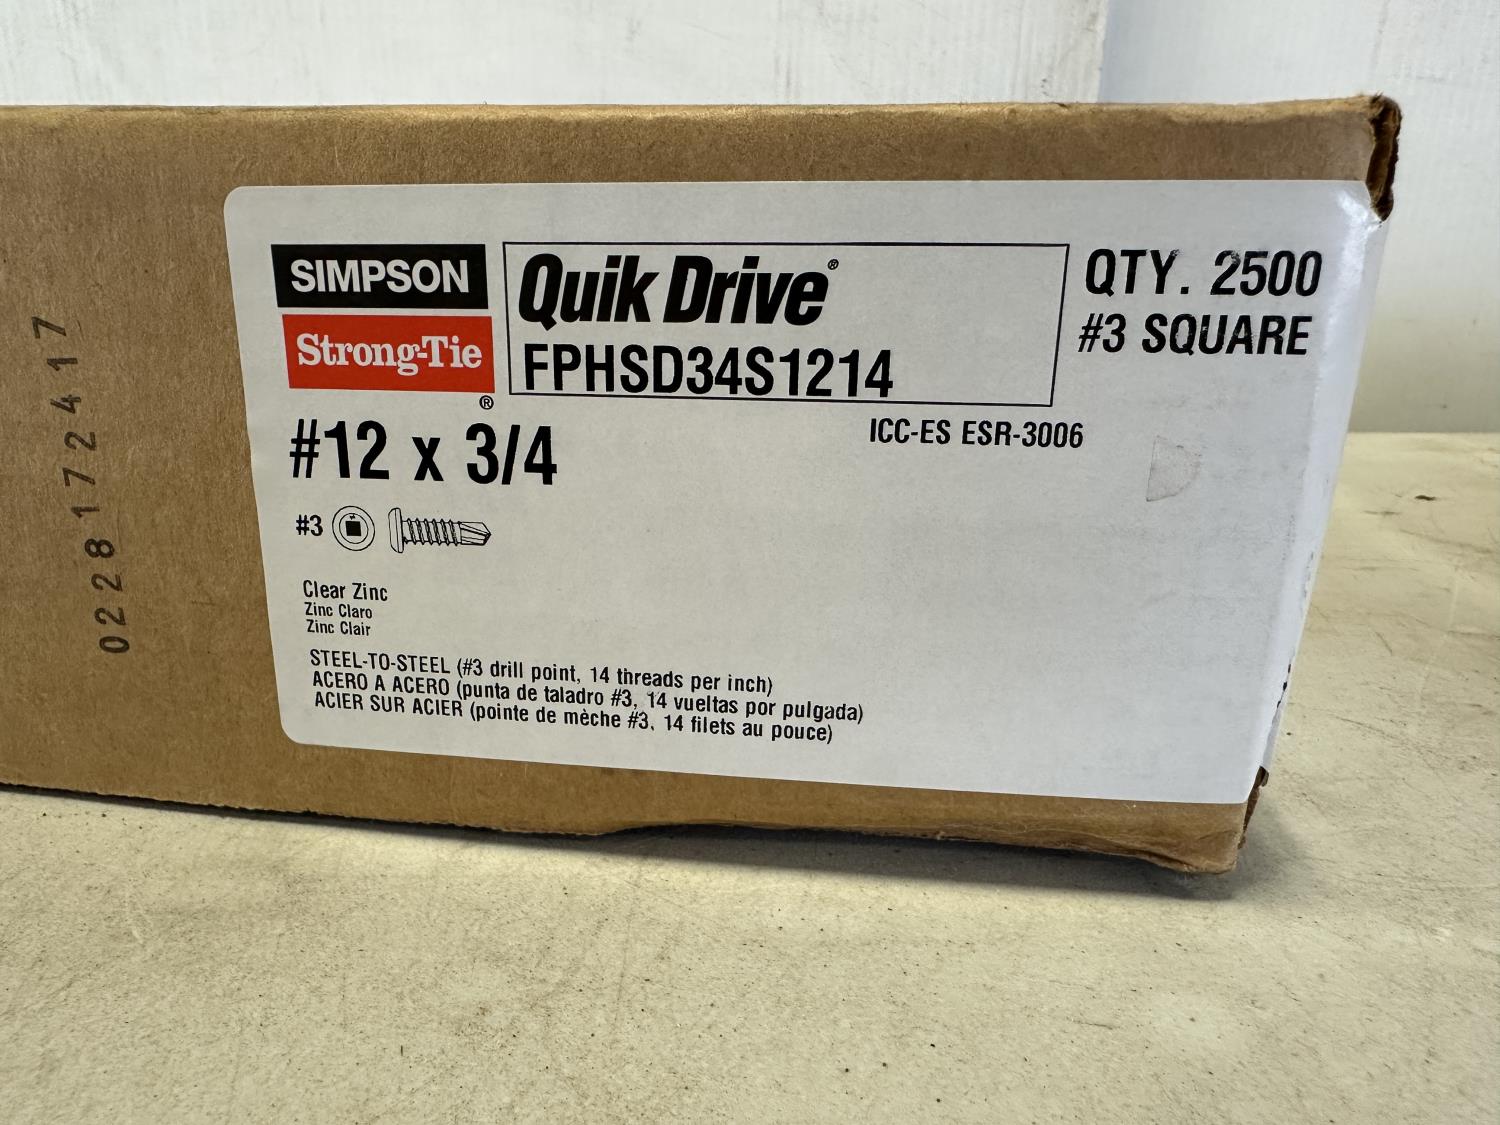 SIMPSON
Strong-Tie
®
Quik Drive®
FPHSD34S1214
QTY. 2500
#3 SQUARE
ICC-ES ESR-3006
#12 x 3/4
#3
Clear Zinc
Zinc Claro
Zinc Clair
STEEL-TO-STEEL (#3 drill point, 14 threads per inch)
ACERO A ACERO (punta de taladro #3, 14 vueltas por pulgada)
ACIER SUR ACIER (pointe de mèche #3, 14 filets au pouce)
0228172417